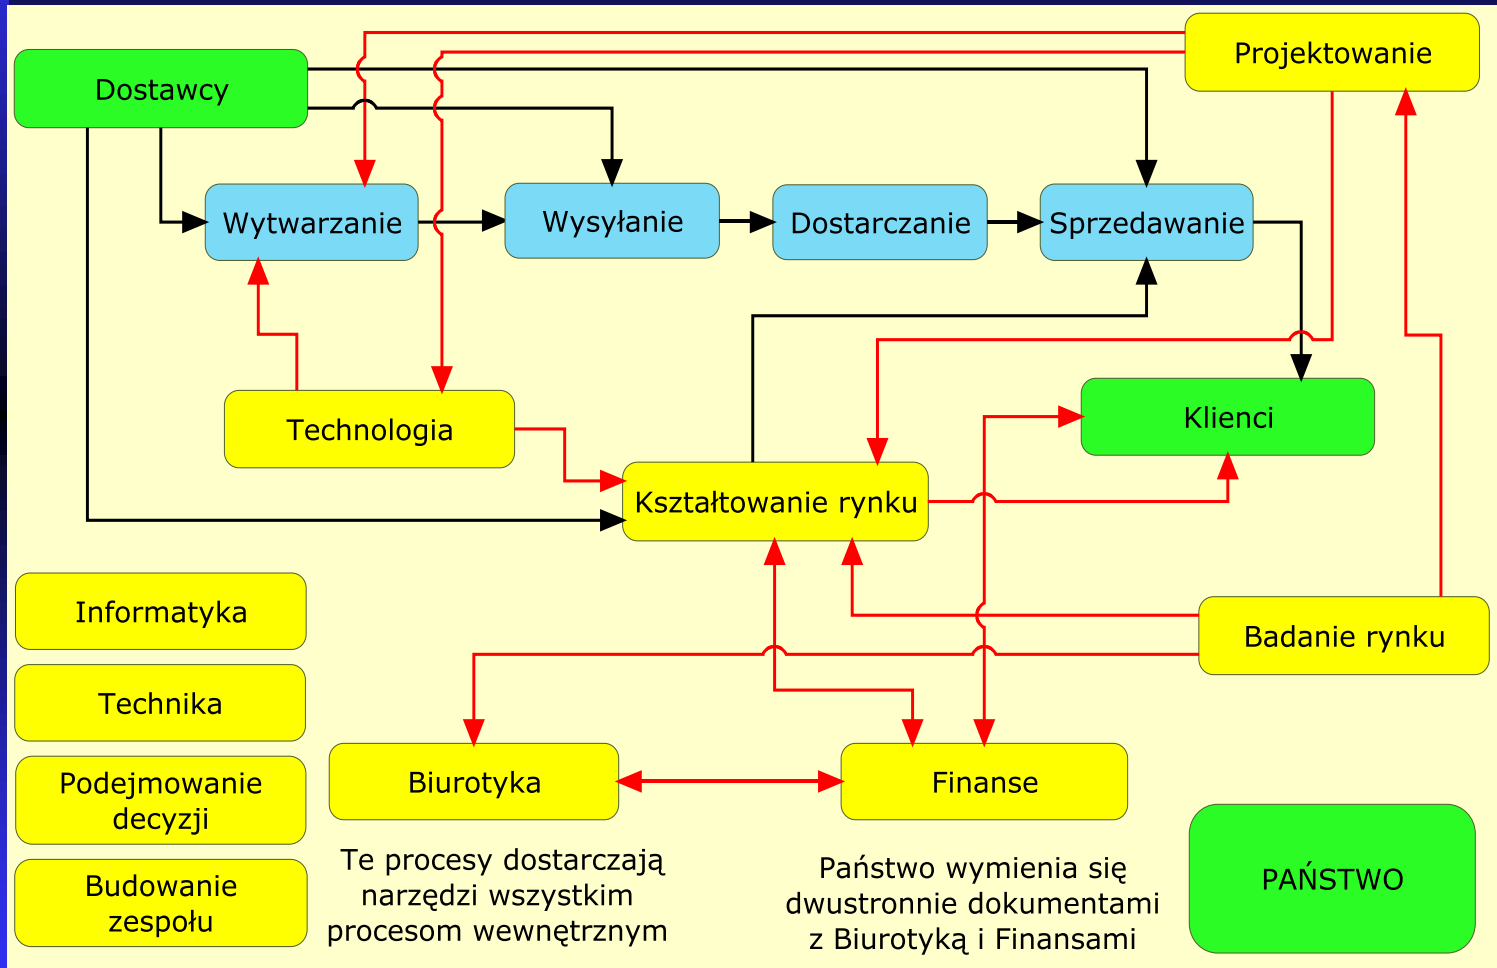 Projektowanie
Dostawcy
Wytwarzanie
Wysyłanie
Dostarczanie
Sprzedawanie
Technologia
Klienci
Kształtowanie rynku
Informatyka
Badanie rynku
Technika
Podejmowanie
decyzji
Biurotyka
Finanse
Budowanie
zespołu
Te procesy dostarczają
narzędzi wszystkim
procesom wewnętrznym
Państwo wymienia się
dwustronnie dokumentami
z Biurotyką i Finansami
PAŃSTWO